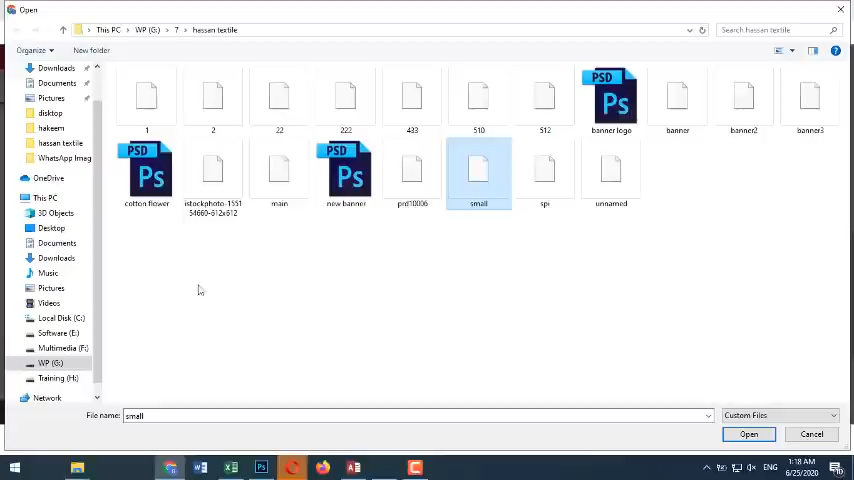 Open
This PC > WP (G:) > 7 > hassan textile
Search hassan textile
Organize
New folder
Downloads
Documents
Pictures
disktop
hakeem
hassan textile
WhatsApp Imag
OneDrive
This PC
3D Objects
Desktop
Documents
Downloads
Music
Pictures
Videos
Local Disk (C:)
Software (E:)
Multimedia (F:)
WP (G:)
Training (H:)
Network
PSD
Ps
1
2
22
222
433
510
512
banner logo
banner
banner2
banner3
PSD
Ps
PSD
Ps
cotton flower
istockphoto-1551
54660-612x612
main
new banner
prd10006
small
spi
unnamed
File name:
small
Custom Files
Open
Cancel
ENG
1:18 AM
6/25/2020